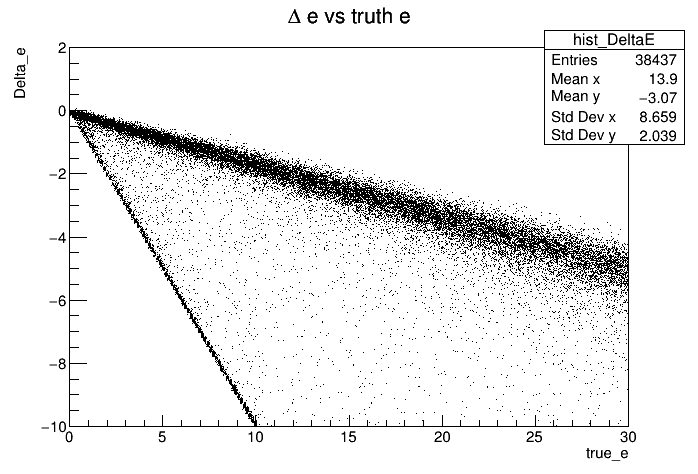 Δ e vs truth e
hist_DeltaE
Entries 38437
Mean x 13.9
Mean y −3.07
Std Dev x 8.659
Std Dev y 2.039
Delta_e
2
0
−2
−4
−6
−8
−10
0 5 10 15 20 25 30
true_e